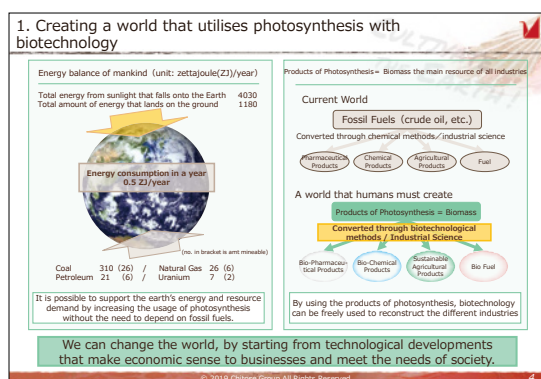 1. Creating a world that utilises photosynthesis with
biotechnology
CULTIVATING
THE EARTH!
Energy balance of mankind (unit: zettaJoule(ZJ)/year)
Total energy from sunlight that falls onto the Earth 4030
Total amount of energy that lands on the ground 1180
Energy consumption in a year
0.5 ZJ/year
(no. in bracket is amt mineable)
Coal 310 (26) / Natural Gas 26 (6)
Petroleum 21 (6) / Uranium 7 (2)
It is possible to support the earth's energy and resource
demand by increasing the usage of photosynthesis
without the need to depend on fossil fuels.
Products of Photosynthesis= Biomass the main resource of all industries
Current World
Fossil Fuels (crude oil, etc.)
Converted through chemical methods/industrial science
Pharmaceutical
Products
Chemical
Products
Agricultural
Products
Fuel
A world that humans must create
Products of Photosynthesis = Biomass
Converted through biotechnological
methods / Industrial Science
Bio-Pharmaceu-
tical Products
Bio-Chemical
Products
Sustainable
Agricultural
Products
Bio Fuel
By using the products of photosynthesis, biotechnology
can be freely used to reconstruct the different industries
We can change the world, by starting from technological developments
that make economic sense to businesses and meet the needs of society.
© 2019 Chitose Group All Rights Reserved
4